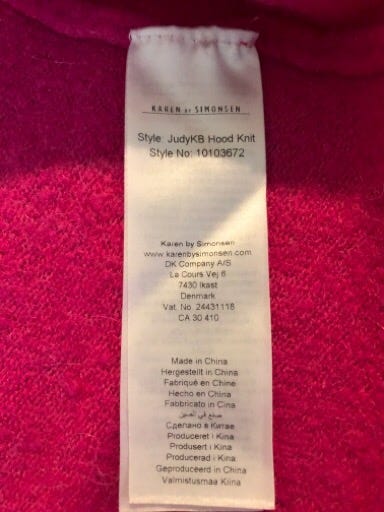 KAREN BY SIMONSEN
Style: JudyKB Hood Knit
Style No: 10103672
Karen by Simonsen
www.karenbysimonsen.com
DK Company A/S
La Cours Vej 6
7430 Ikast
Denmark
Vat. No. 24431118
CA 30 410
Made in China
Hergestellt in China
Fabriqué en Chine
Hecho en China
Fabbricato in Cina
صنع في الصين
Сделано в Китае
Produceret i Kina
Produsert i Kina
Producerad i Kina
Geproduceerd in China
Valmistusmaa Kiina